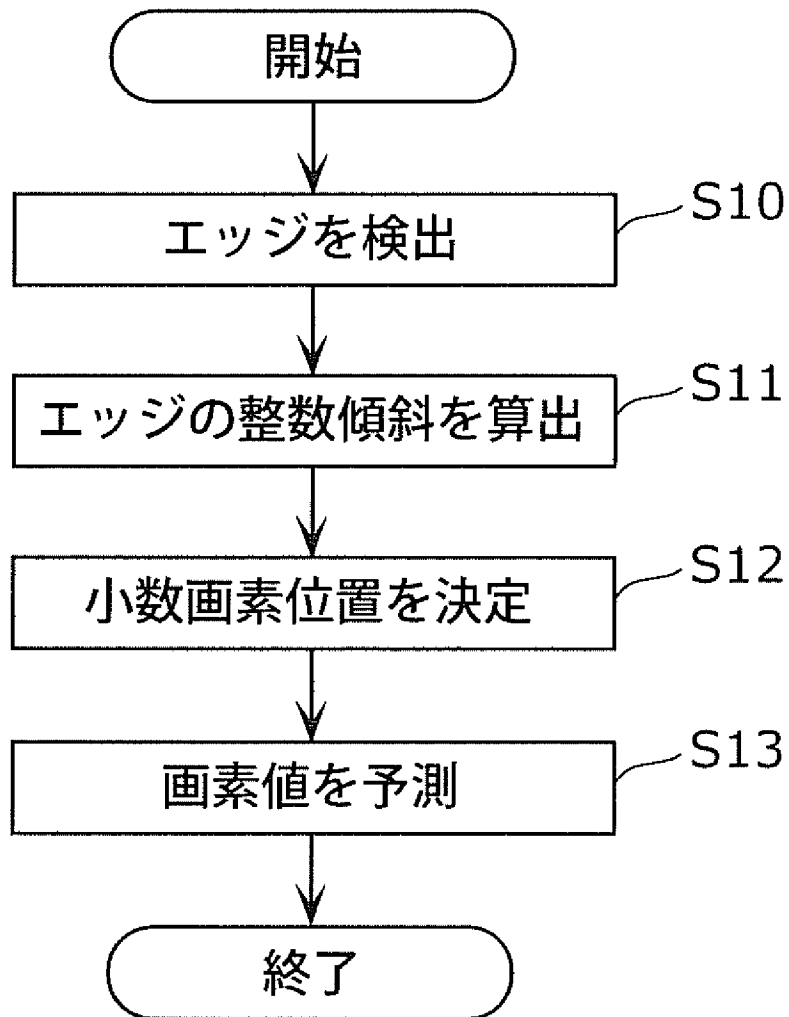 開始
エッジを検出
S10
エッジの整数傾斜を算出
S11
小数画素位置を決定
S12
画素値を予測
S13
終了